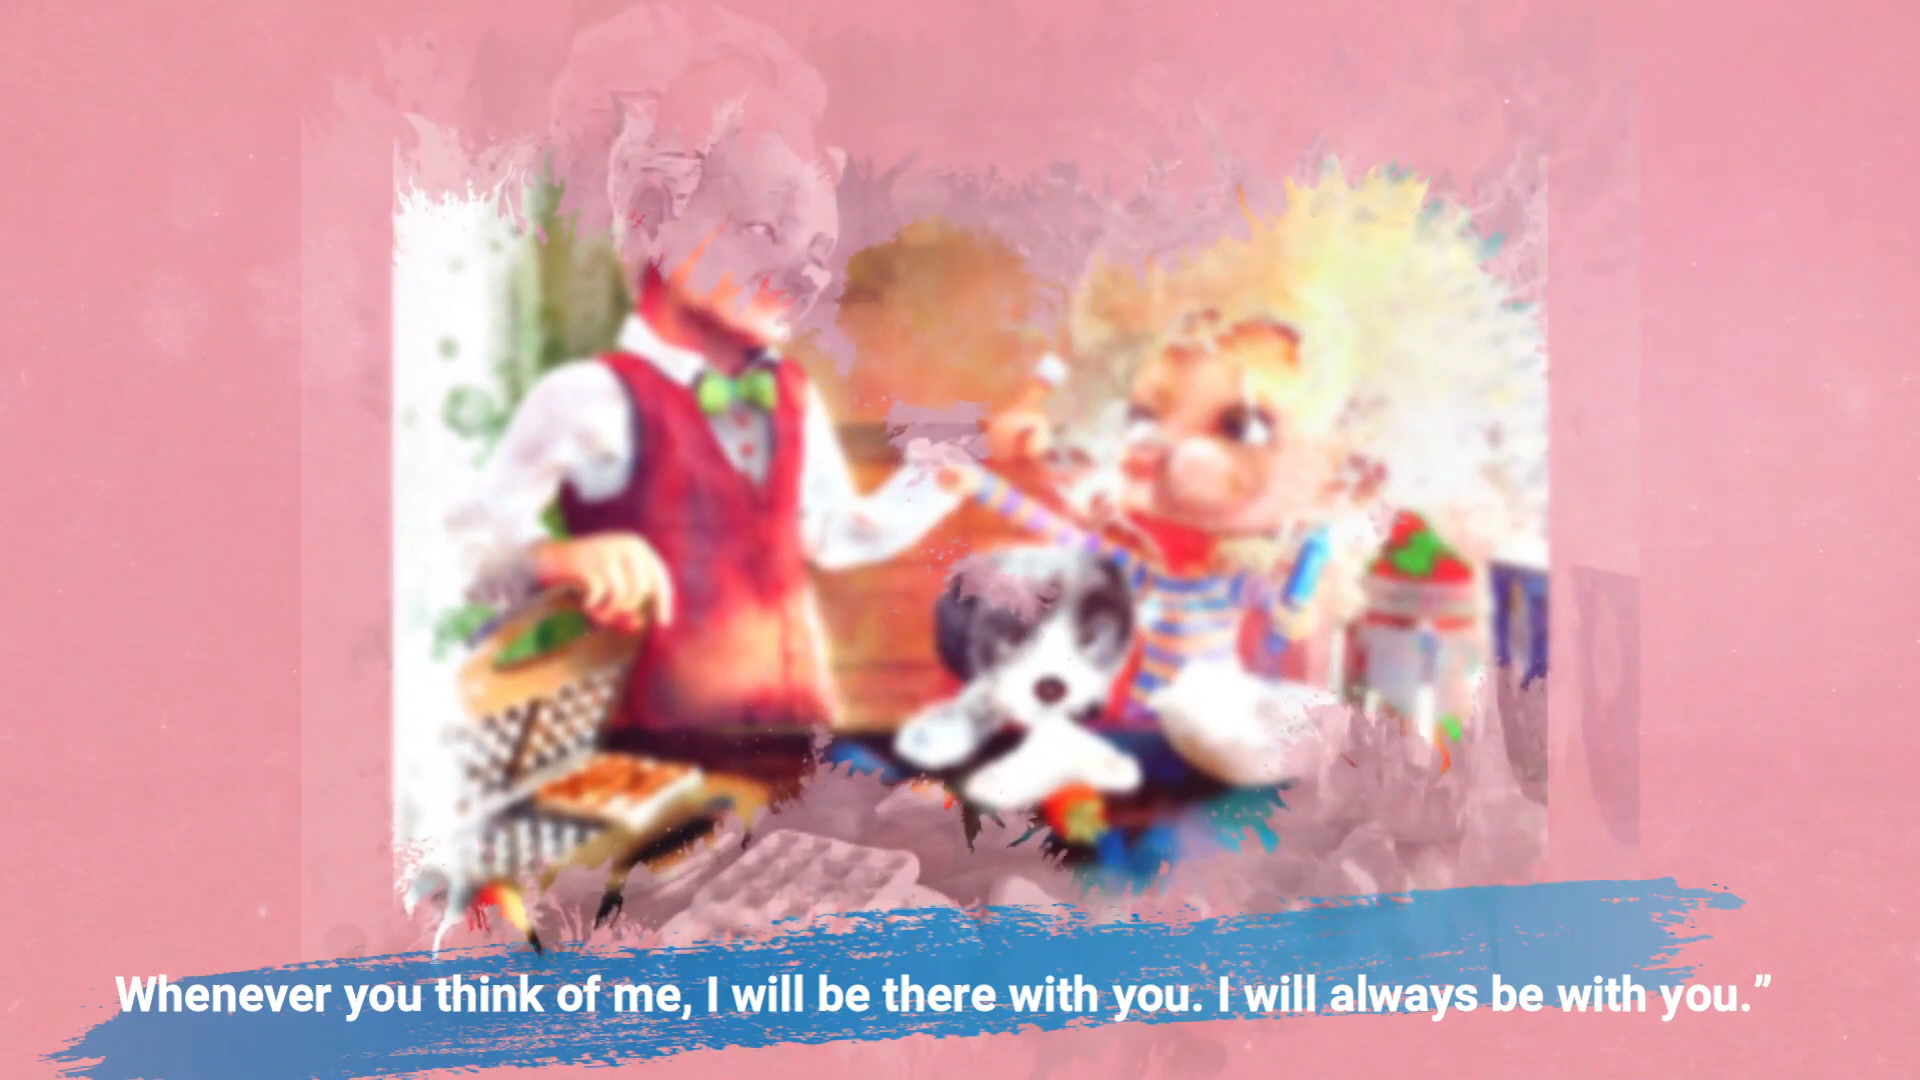 Whenever you think of me, I will be there with you. I will always be with you.”